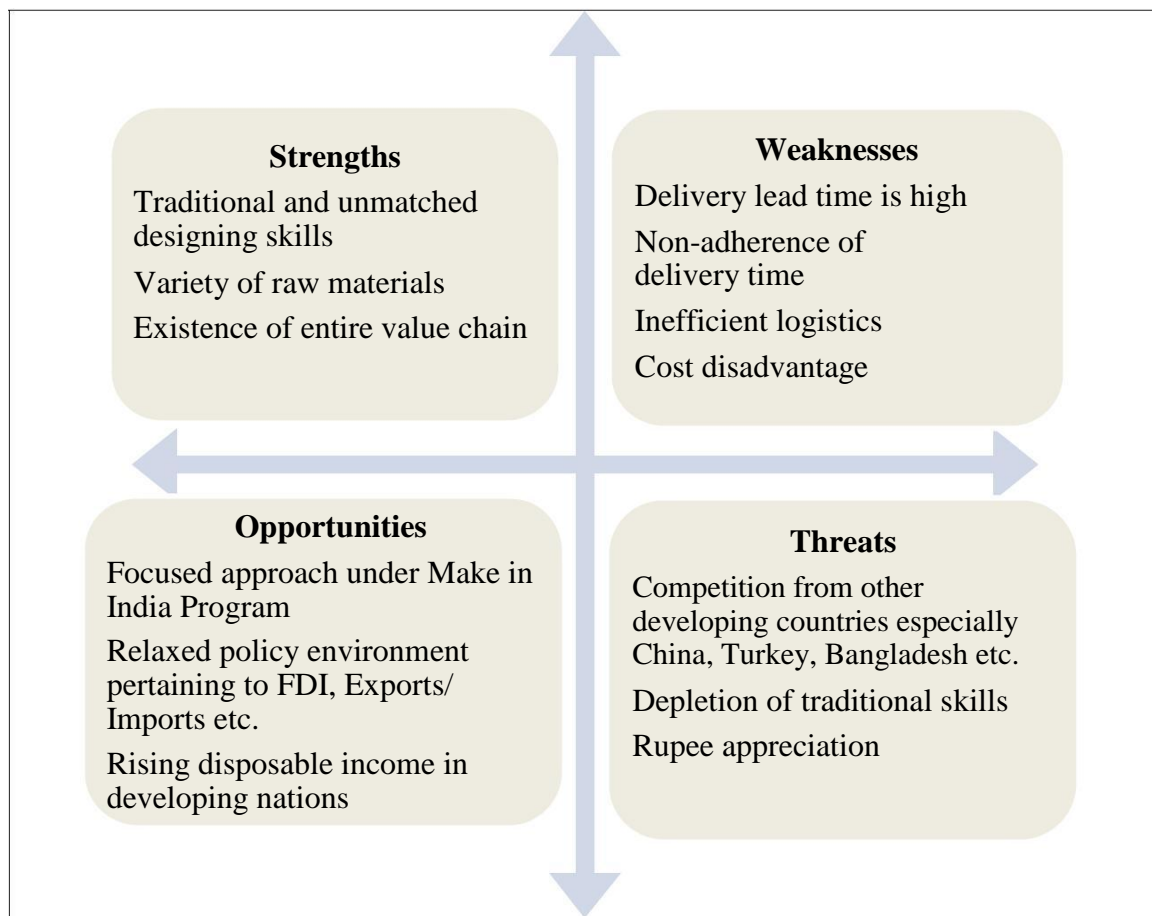 Strengths
Traditional and unmatched
designing skills
Variety of raw materials
Existence of entire value chain
Weaknesses
Delivery lead time is high
Non-adherence of
delivery time
Inefficient logistics
Cost disadvantage
Opportunities
Focused approach under Make in
India Program
Relaxed policy environment
pertaining to FDI, Exports/
Imports etc.
Rising disposable income in
developing nations
Threats
Competition from other
developing countries especially
China, Turkey, Bangladesh etc.
Depletion of traditional skills
Rupee appreciation